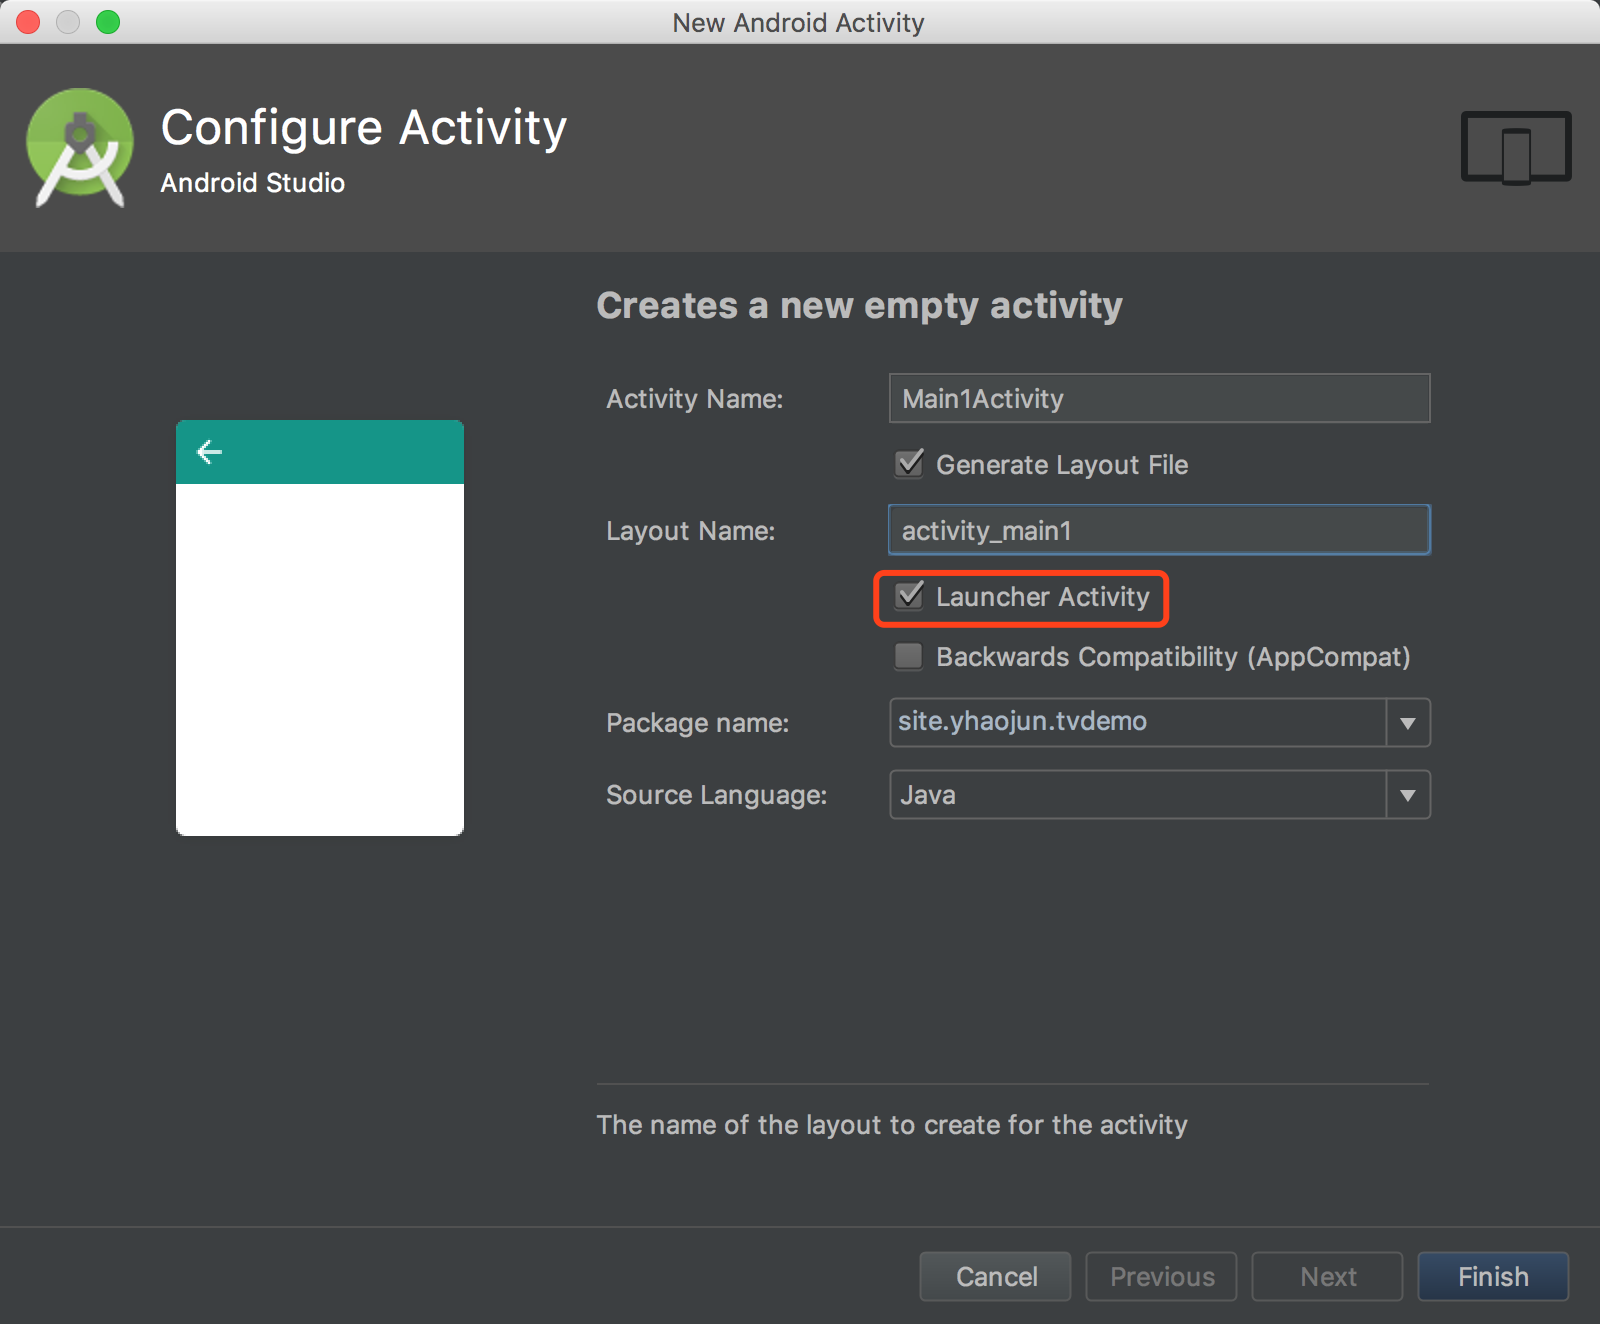 New Android Activity
Configure Activity
Android Studio
Creates a new empty activity
Activity Name: Main1Activity
Generate Layout File
Layout Name: activity_main1
Launcher Activity
Backwards Compatibility (AppCompat)
Package name: site.yhaojun.tvdemo
Source Language: Java
The name of the layout to create for the activity
Cancel Previous Next Finish